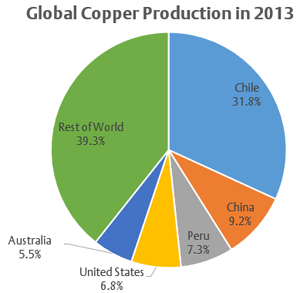 Global Copper Production in 2013
Chile
31.8%
China
9.2%
Peru
7.3%
United States
6.8%
Australia
5.5%
Rest of World
39.3%